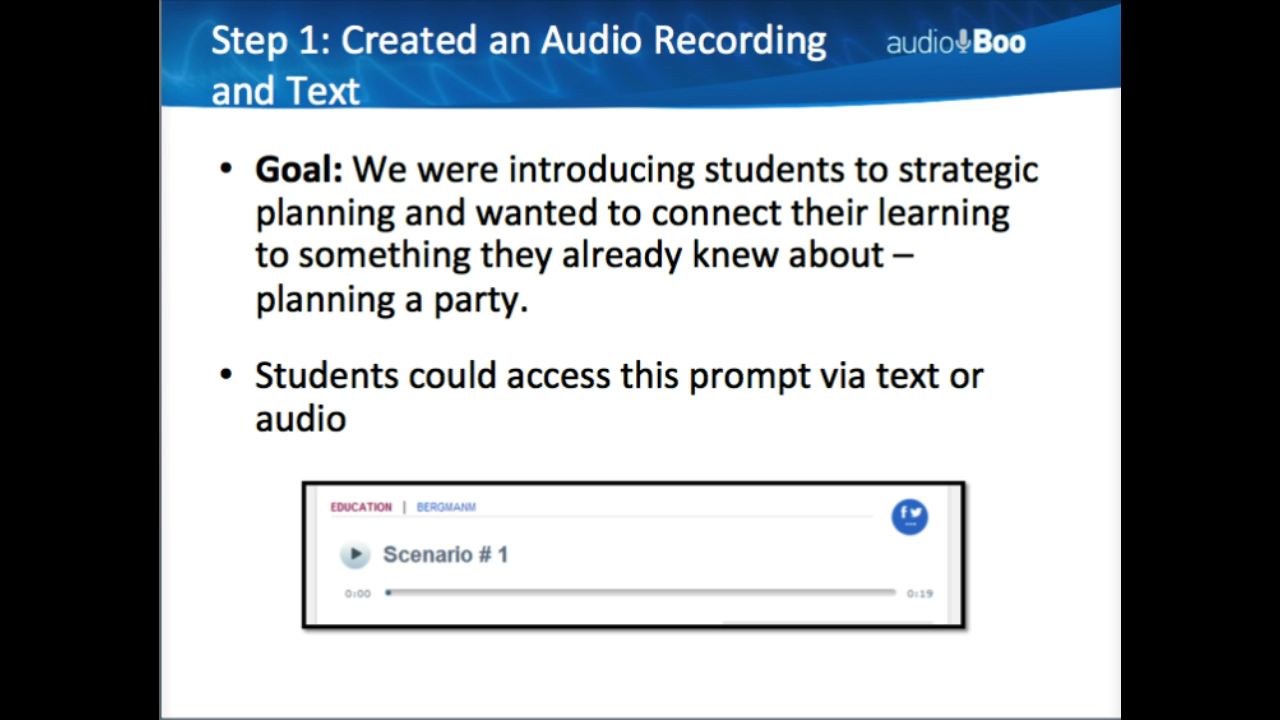 Step 1: Created an Audio Recording
and Text
audioBoo
• Goal: We were introducing students to strategic
planning and wanted to connect their learning
to something they already knew about –
planning a party.
• Students could access this prompt via text or
audio
EDUCATION | BERGMANM
Scenario # 1
0:00
0:19